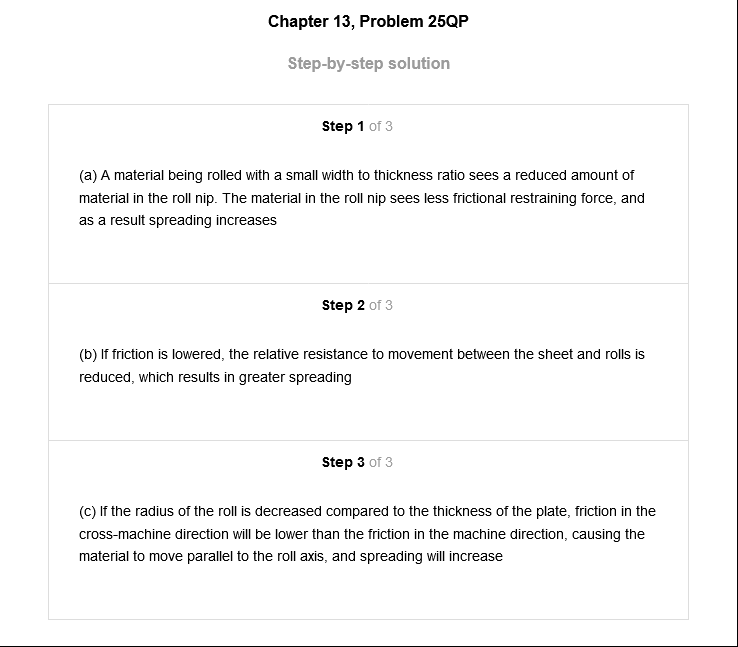 Chapter 13, Problem 25QP
Step-by-step solution
Step 1 of 3
(a) A material being rolled with a small width to thickness ratio sees a reduced amount of
material in the roll nip. The material in the roll nip sees less frictional restraining force, and
as a result spreading increases
Step 2 of 3
(b) If friction is lowered, the relative resistance to movement between the sheet and rolls is
reduced, which results in greater spreading
Step 3 of 3
(c) If the radius of the roll is decreased compared to the thickness of the plate, friction in the
cross-machine direction will be lower than the friction in the machine direction, causing the
material to move parallel to the roll axis, and spreading will increase